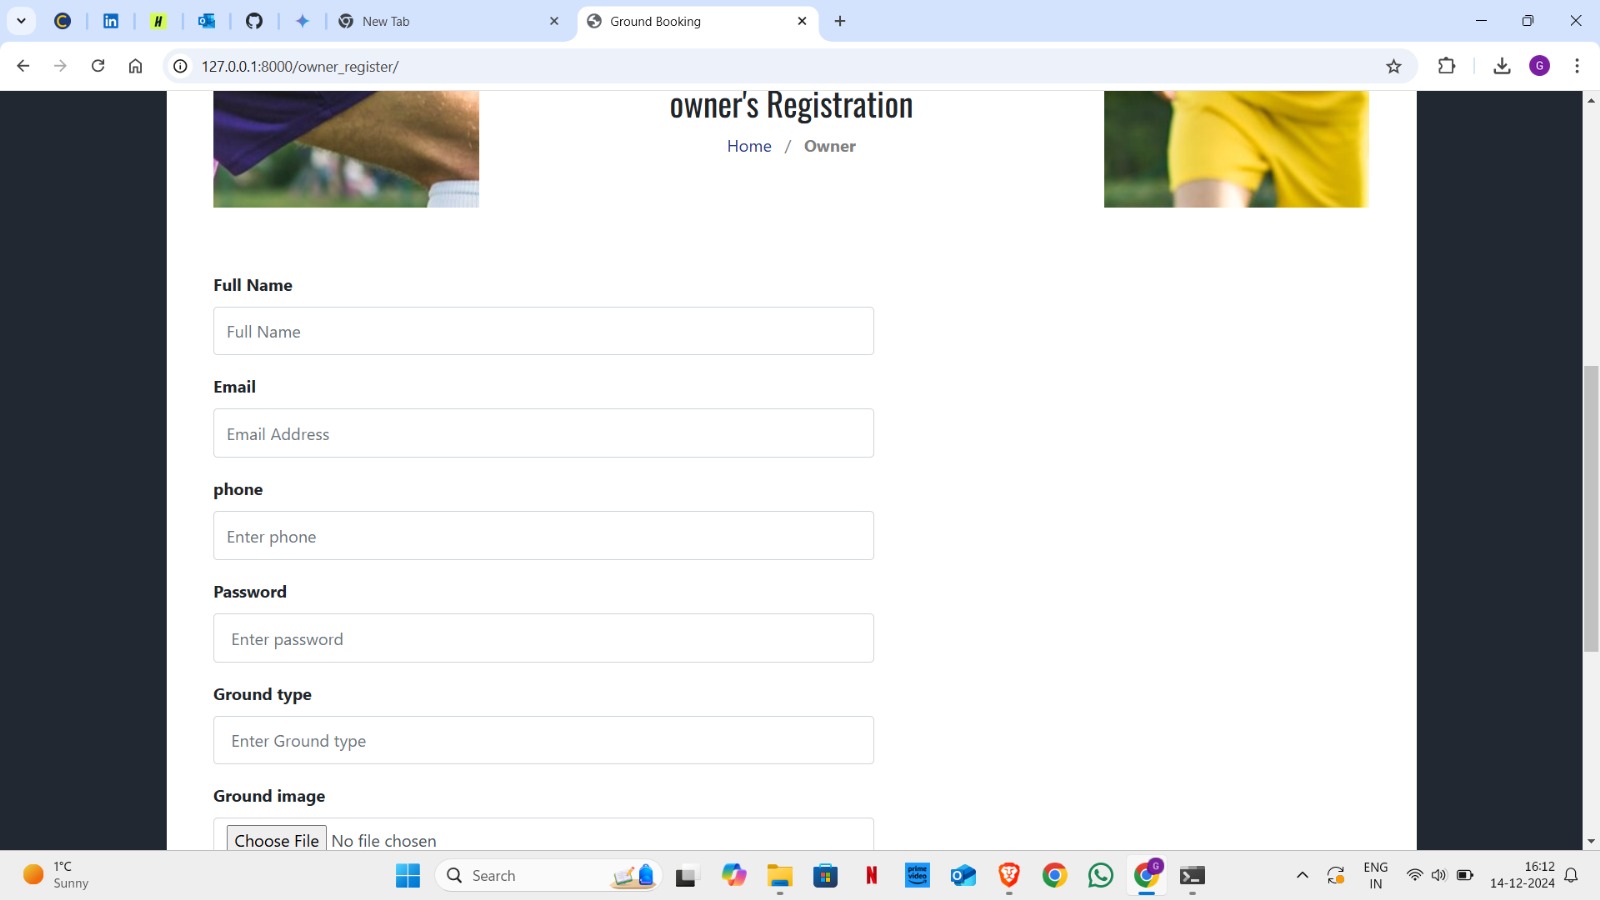 New Tab
Ground Booking
127.0.0.1:8000/owner_register/
G
owner's Registration
Home / Owner
Full Name
Full Name
Email
Email Address
phone
Enter phone
Password
Enter password
Ground type
Enter Ground type
Ground image
Choose File No file chosen
1°C
Sunny
Search
prime video
G
ENG
IN
16:12
14-12-2024